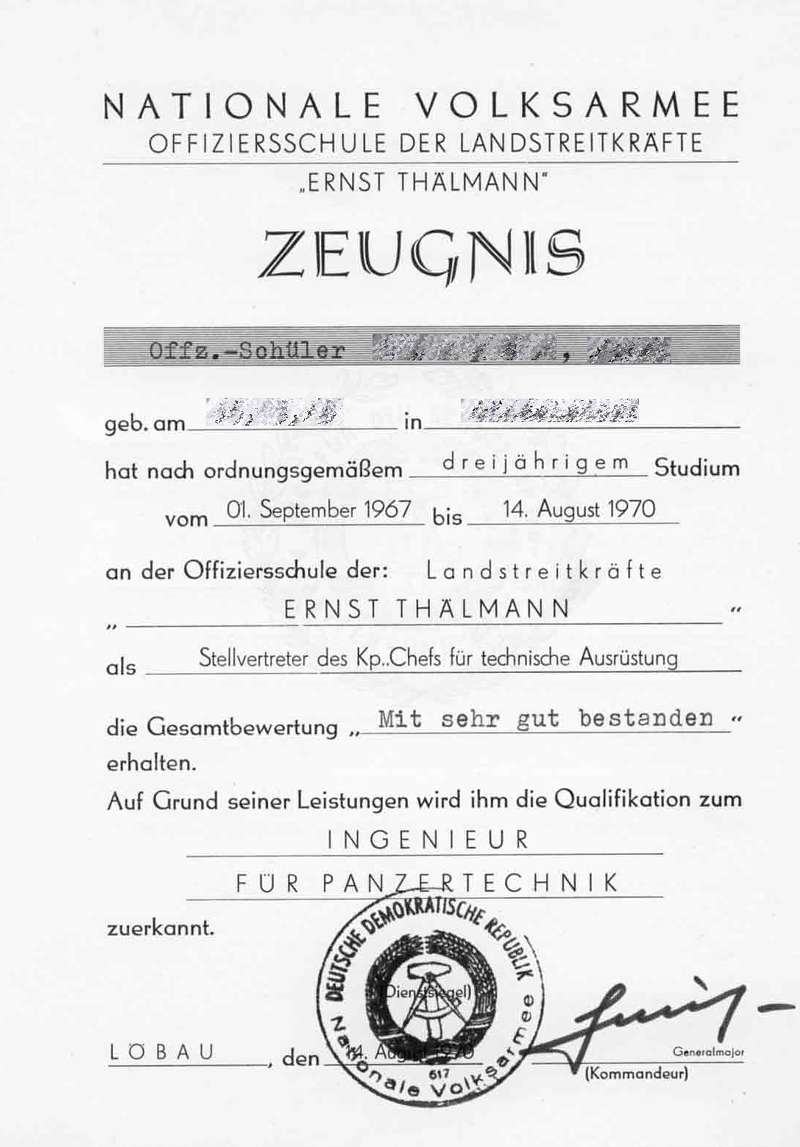 NATIONALE VOLKSARMEE
OFFIZIERSSCHULE DER LANDSTREITKRÄFTE
„ERNST THÄLMANN"
ZEUGNIS
Offz.-Schüler , 
geb. am in
hat nach ordnungsgemäßem dreijährigem Studium
vom 01. September 1967 bis 14. August 1970
an der Offiziersschule der: Landstreitkräfte
„ ERNST THÄLMANN “
als Stellvertreter des Kp..Chefs für technische Ausrüstung
die Gesamtbewertung „Mit sehr gut bestanden “
erhalten.
Auf Grund seiner Leistungen wird ihm die Qualifikation zum
INGENIEUR
FÜR PANZERTECHNIK
zuerkannt.
DEUTSCHE DEMOKRATISCHE REPUBLIK
(Dienstsiegel)
LÖBAU, den 14. August 1970
617
Nationale Volksarmee
Generalmajor
(Kommandeur)